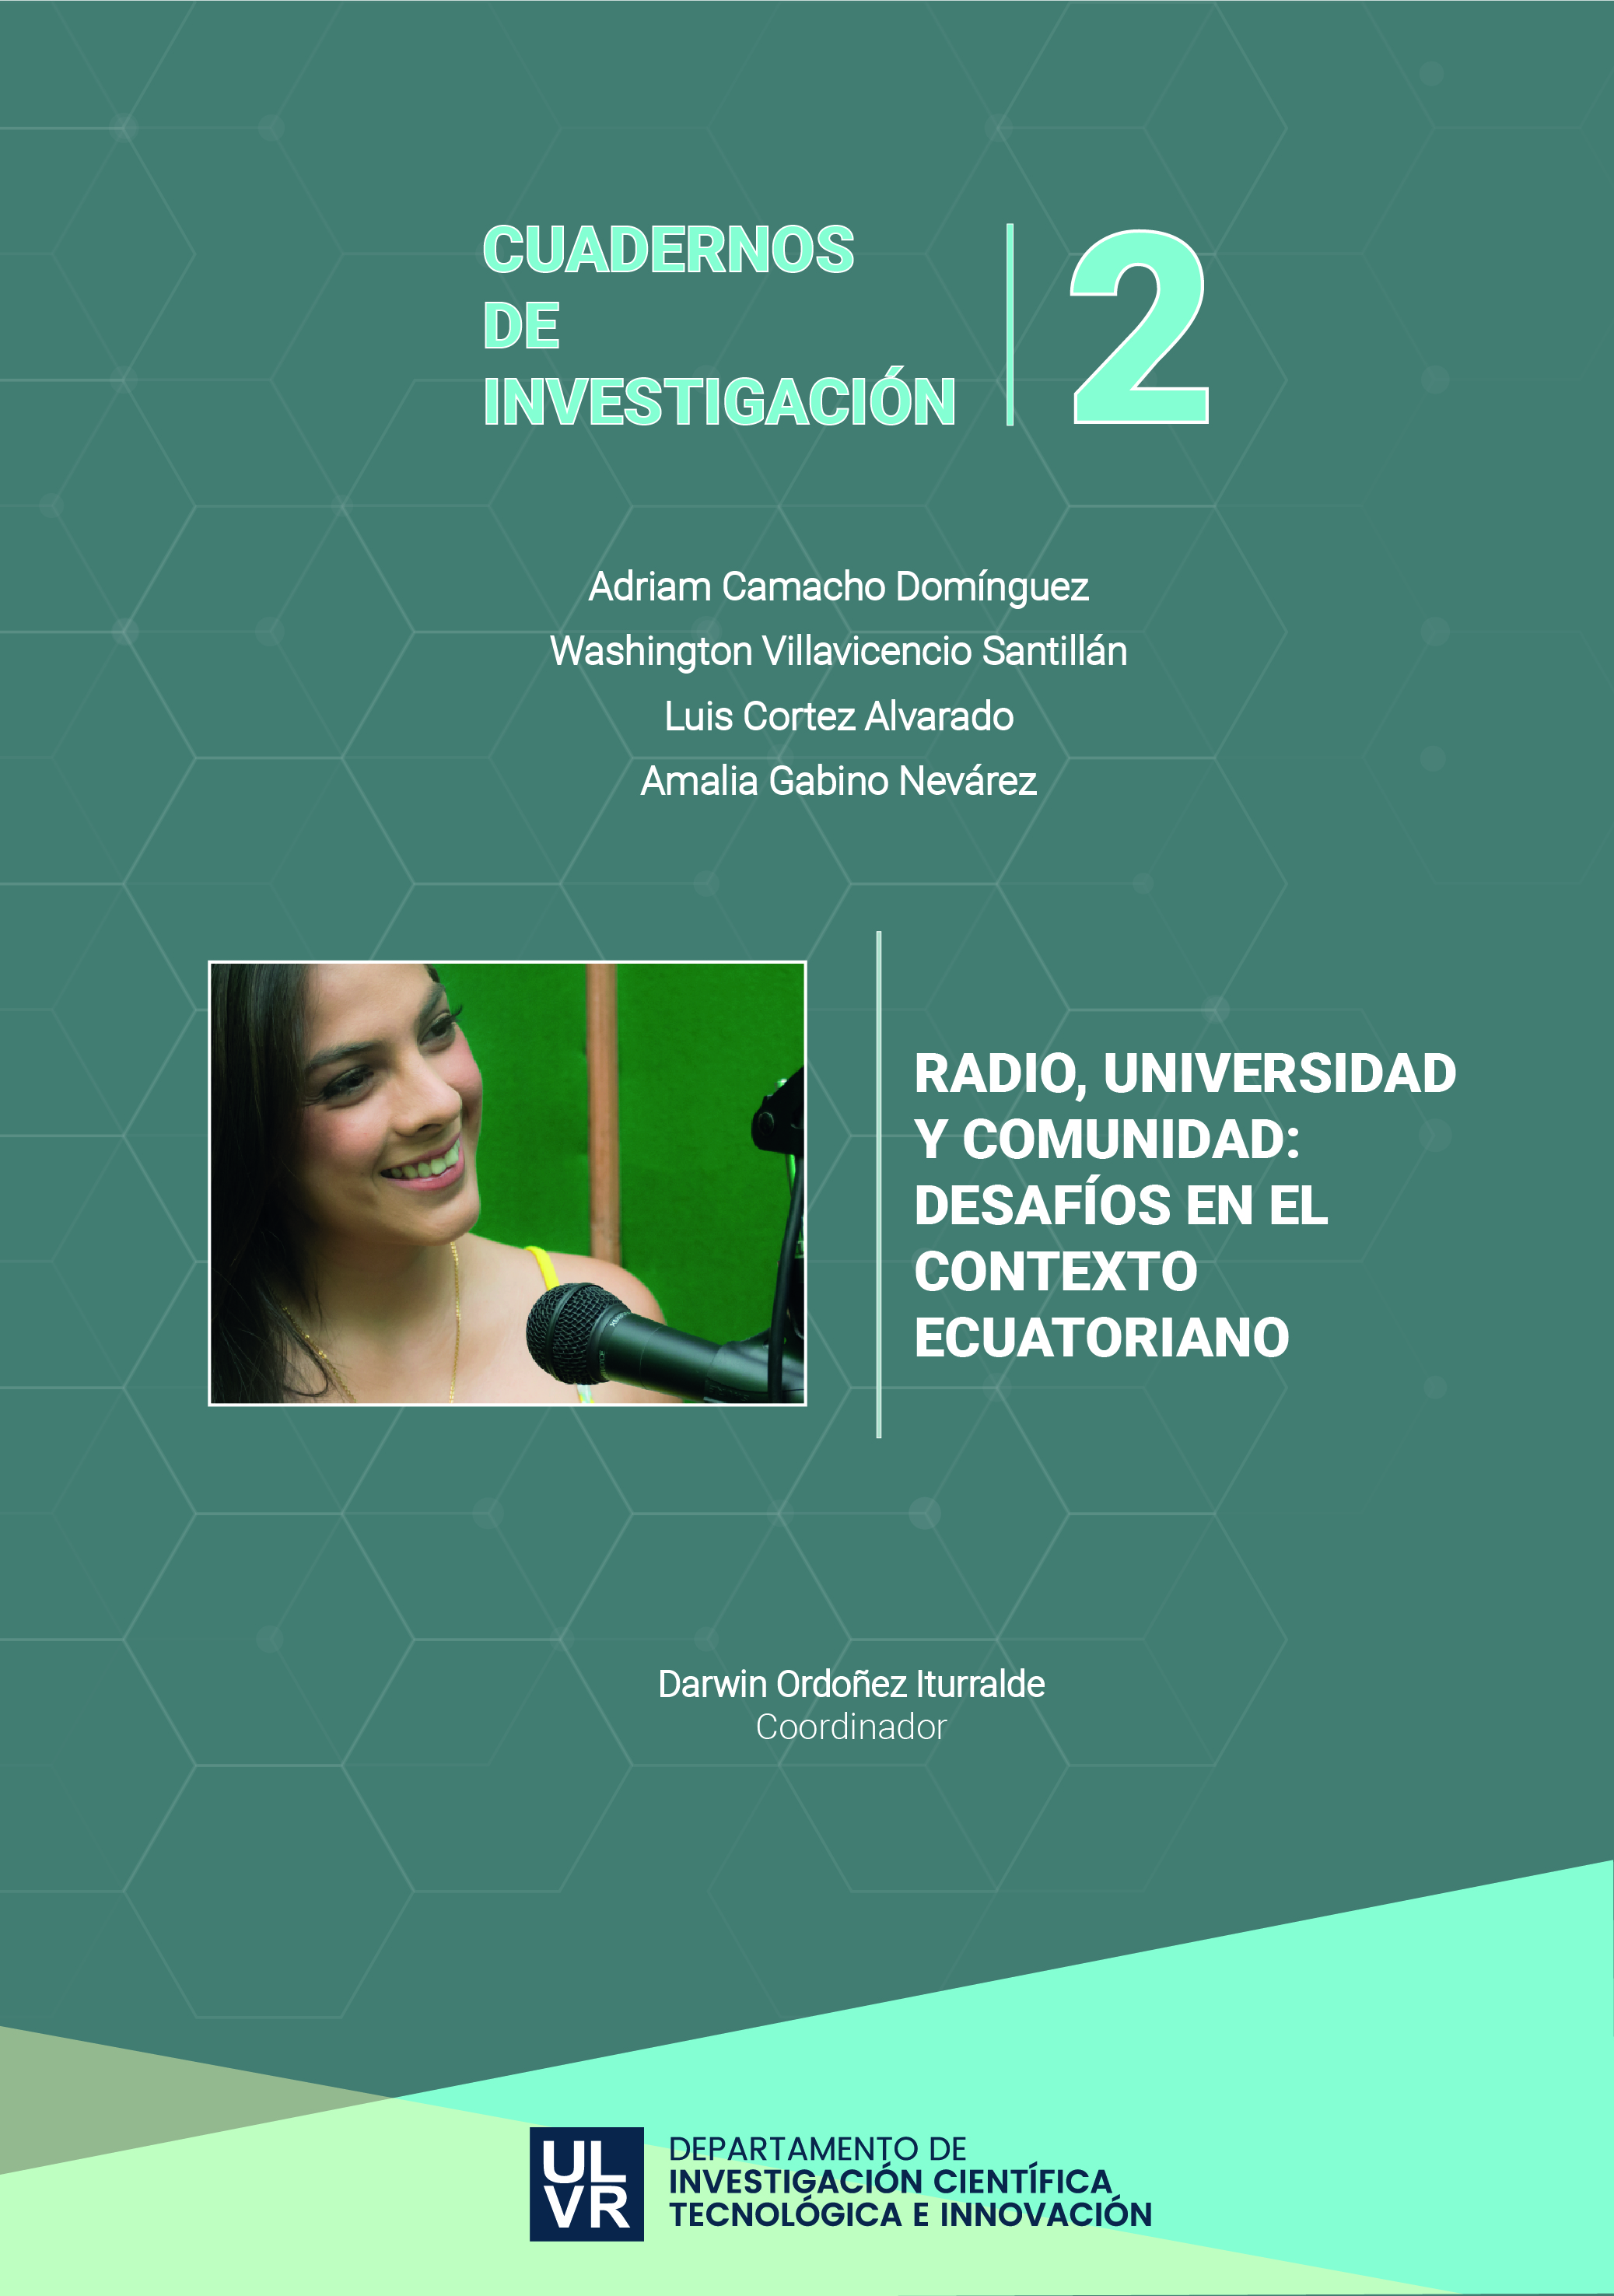 CUADERNOS
DE
INVESTIGACIÓN
2
Adriam Camacho Domínguez
Washington Villavicencio Santillán
Luis Cortez Alvarado
Amalia Gabino Nevárez
RADIO, UNIVERSIDAD
Y COMUNIDAD:
DESAFÍOS EN EL
CONTEXTO
ECUATORIANO
Darwin Ordoñez Iturralde
Coordinador
UL
VR
DEPARTAMENTO DE
INVESTIGACIÓN CIENTÍFICA
TECNOLÓGICA E INNOVACIÓN